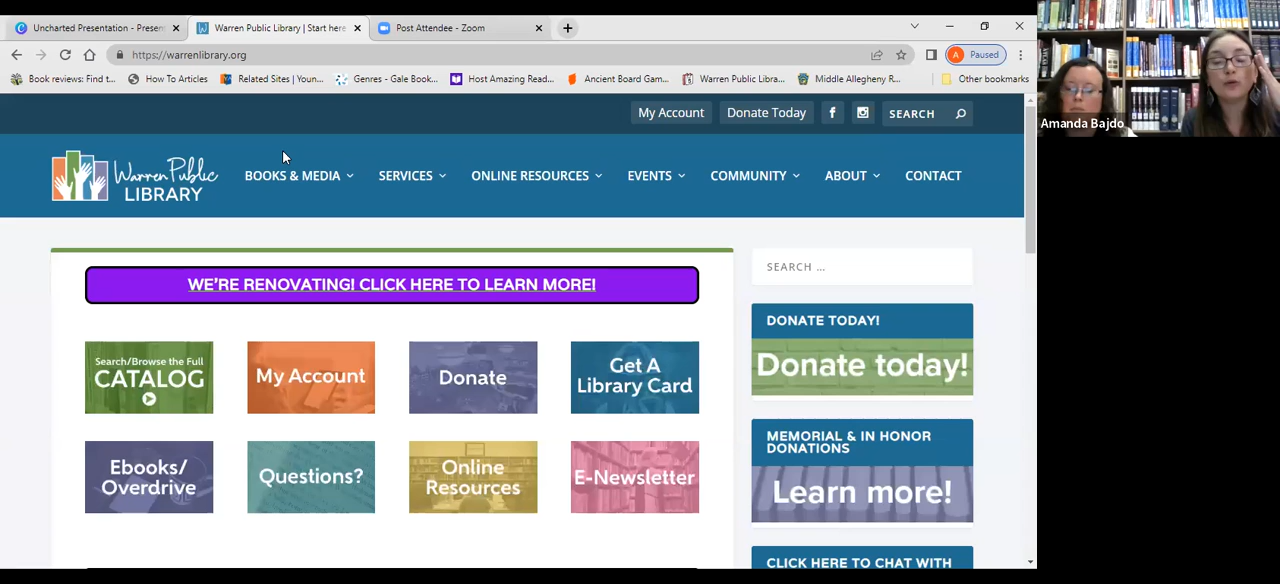 Uncharted Presentation - Presen
Warren Public Library | Start here
Post Attendee - Zoom
https://warrenlibrary.org
A
Paused
Book reviews: Find t...
How To Articles
Related Sites | Youn...
Genres - Gale Book...
Host Amazing Read...
Ancient Board Gam...
Warren Public Libra...
Middle Allegheny R...
Other bookmarks
My Account
Donate Today
SEARCH
Warren Public
LIBRARY
BOOKS & MEDIA
SERVICES
ONLINE RESOURCES
EVENTS
COMMUNITY
ABOUT
CONTACT
WE'RE RENOVATING! CLICK HERE TO LEARN MORE!
Search/Browse the Full
CATALOG
My Account
Donate
Get A
Library Card
Ebooks/
Overdrive
Questions?
Online
Resources
E-Newsletter
SEARCH ...
DONATE TODAY!
Donate today!
MEMORIAL & IN HONOR
DONATIONS
Learn more!
CLICK HERE TO CHAT WITH
Amanda Bajdo